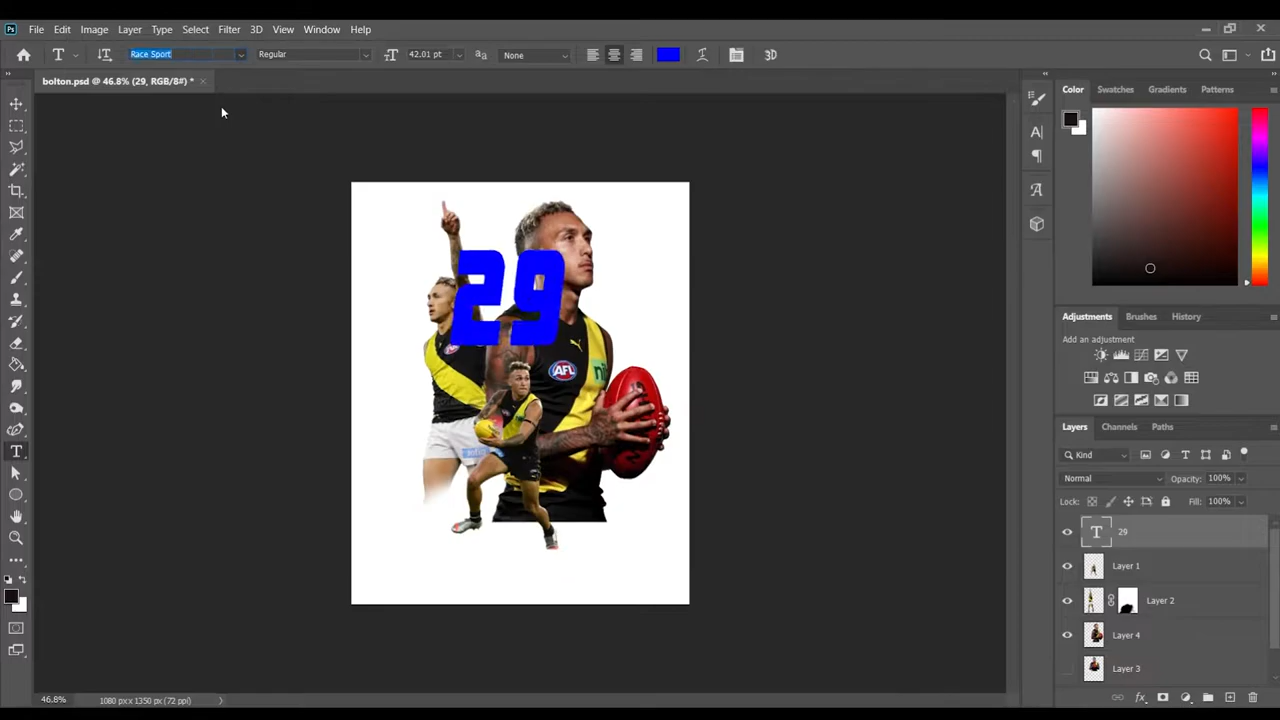 Ps File Edit Image Layer Type Select Filter 3D View Window Help
T Race Sport Regular 42.01 pt aa None 3D
bolton.psd @ 46.8% (29, RGB/8#) * ×
Color Swatches Gradients Patterns
29
AFL
Adjustments Brushes History
Add an adjustment
Layers Channels Paths
Kind
Normal Opacity: 100%
Lock: Fill: 100%
T 29
Layer 1
Layer 2
Layer 4
Layer 3
46.8% 1080 px x 1350 px (72 ppi)